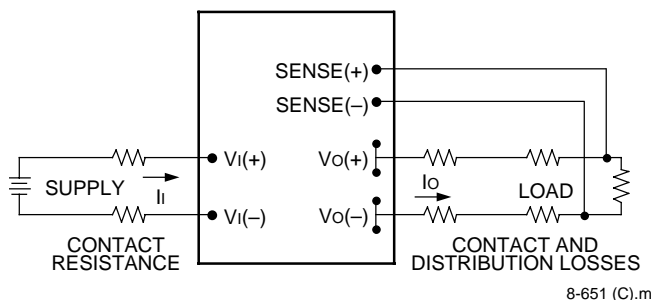 SENSE(+)
SENSE(–)
VI(+)
VO(+)
SUPPLY
II
IO
LOAD
VI(–)
VO(–)
CONTACT
RESISTANCE
CONTACT AND
DISTRIBUTION LOSSES
8-651 (C).m